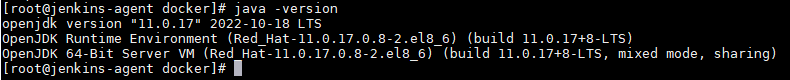 [root@jenkins-agent docker]# java -version
openjdk version "11.0.17" 2022-10-18 LTS
OpenJDK Runtime Environment (Red_Hat-11.0.17.0.8-2.el8_6) (build 11.0.17+8-LTS)
OpenJDK 64-Bit Server VM (Red_Hat-11.0.17.0.8-2.el8_6) (build 11.0.17+8-LTS, mixed mode, sharing)
[root@jenkins-agent docker]#